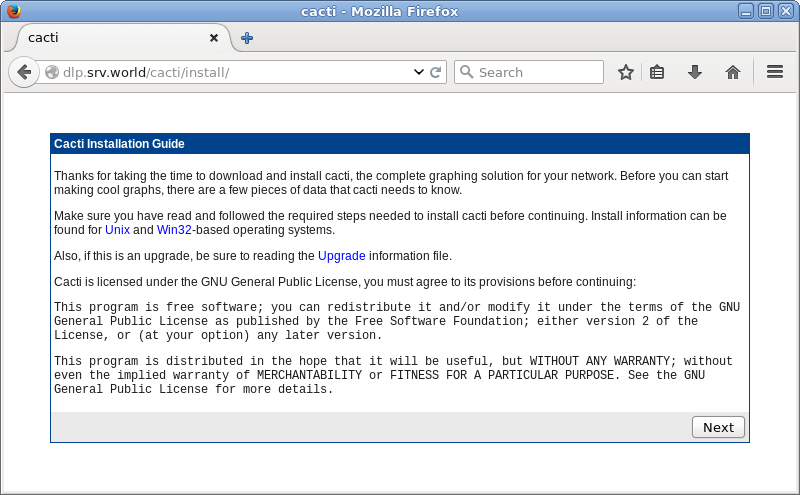 cacti - Mozilla Firefox
cacti
dlp.srv.world/cacti/install/
Search
Cacti Installation Guide
Thanks for taking the time to download and install cacti, the complete graphing solution for your network. Before you can start
making cool graphs, there are a few pieces of data that cacti needs to know.
Make sure you have read and followed the required steps needed to install cacti before continuing. Install information can be
found for Unix and Win32-based operating systems.
Also, if this is an upgrade, be sure to reading the Upgrade information file.
Cacti is licensed under the GNU General Public License, you must agree to its provisions before continuing:
This program is free software; you can redistribute it and/or modify it under the terms of the GNU
General Public License as published by the Free Software Foundation; either version 2 of the
License, or (at your option) any later version.
This program is distributed in the hope that it will be useful, but WITHOUT ANY WARRANTY; without
even the implied warranty of MERCHANTABILITY or FITNESS FOR A PARTICULAR PURPOSE. See the GNU
General Public License for more details.
Next